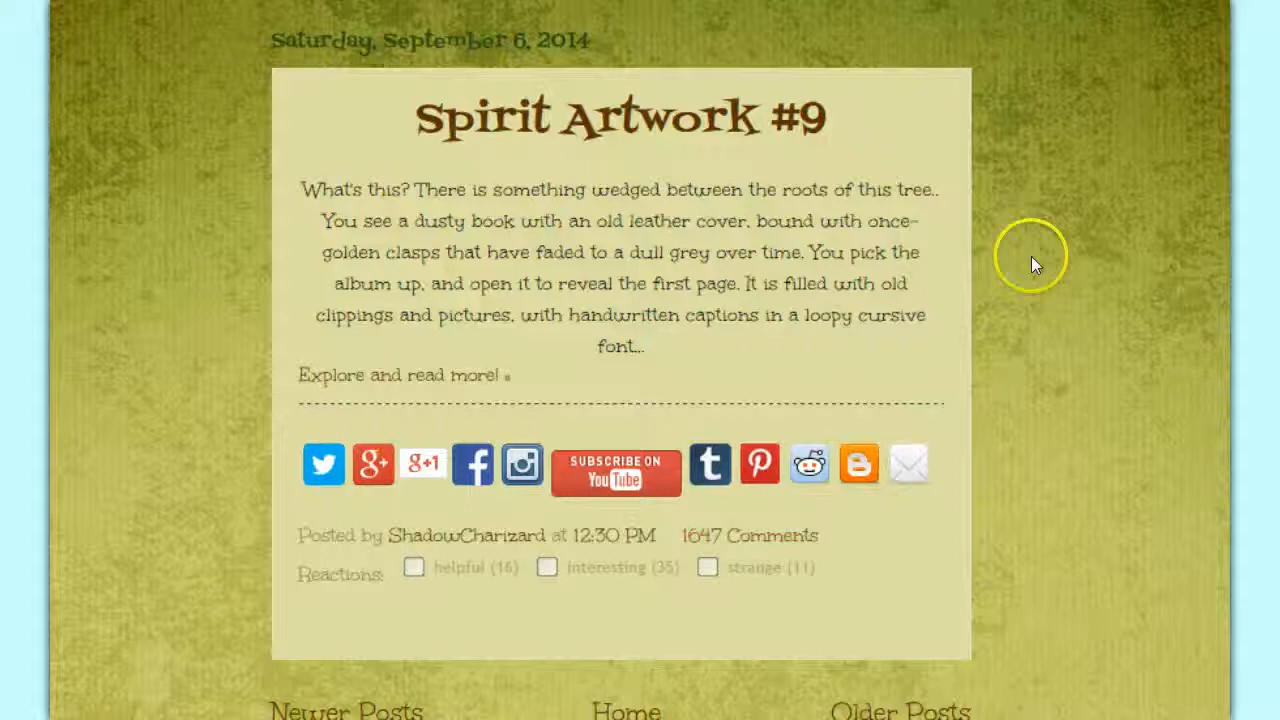 Saturday, September 6, 2014
Spirit Artwork #9
What's this? There is something wedged between the roots of this tree..
You see a dusty book with an old leather cover, bound with once-
golden clasps that have faded to a dull grey over time. You pick the
album up, and open it to reveal the first page. It is filled with old
clippings and pictures, with handwritten captions in a loopy cursive
font...
Explore and read more! »
g+ g+1 f SUBSCRIBE ON t
You Tube
Posted by ShadowCharizard at 12:30 PM 1647 Comments
Reactions: helpful (16) interesting (35) strange (11)
Newer Posts Home Older Posts